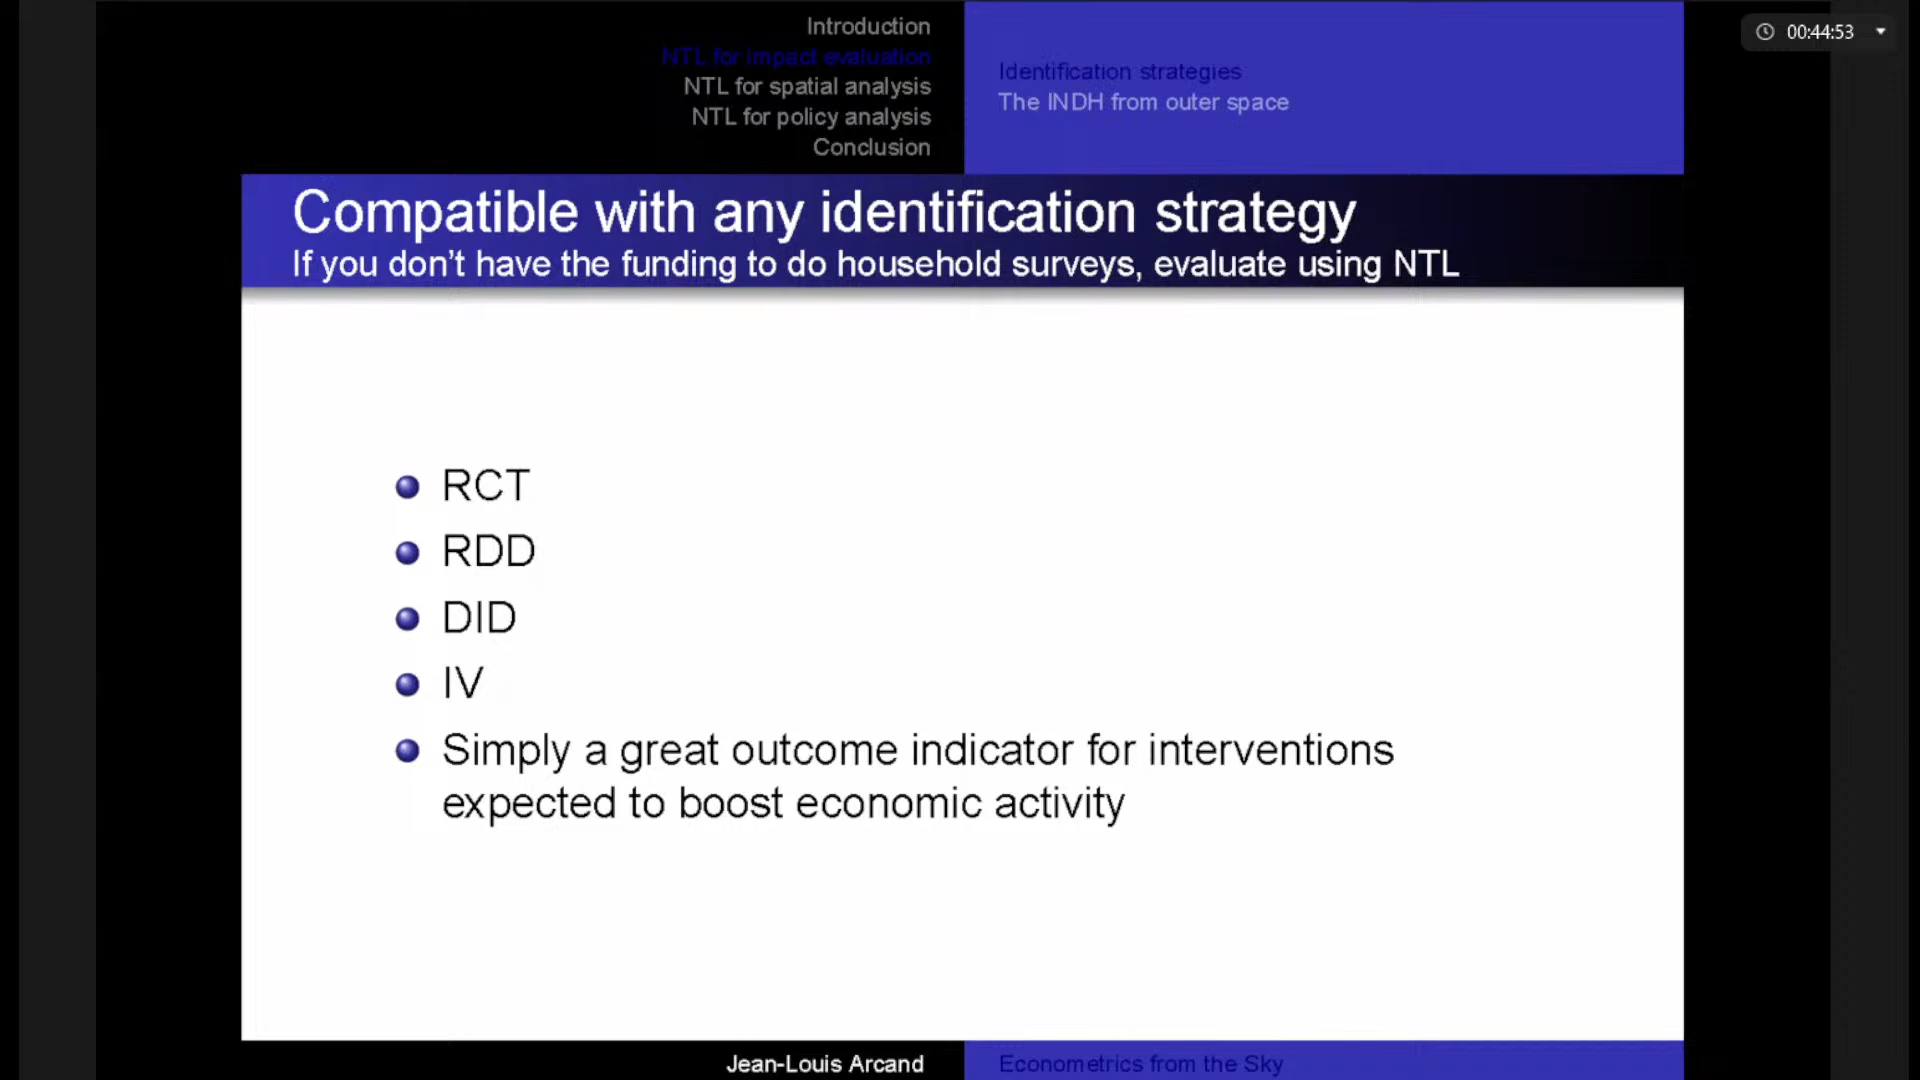 Introduction
NTL for impact evaluation
NTL for spatial analysis
NTL for policy analysis
Conclusion
Identification strategies
The INDH from outer space
00:44:53
Compatible with any identification strategy
If you don't have the funding to do household surveys, evaluate using NTL
RCT
RDD
DID
IV
Simply a great outcome indicator for interventions
expected to boost economic activity
Jean-Louis Arcand
Econometrics from the Sky